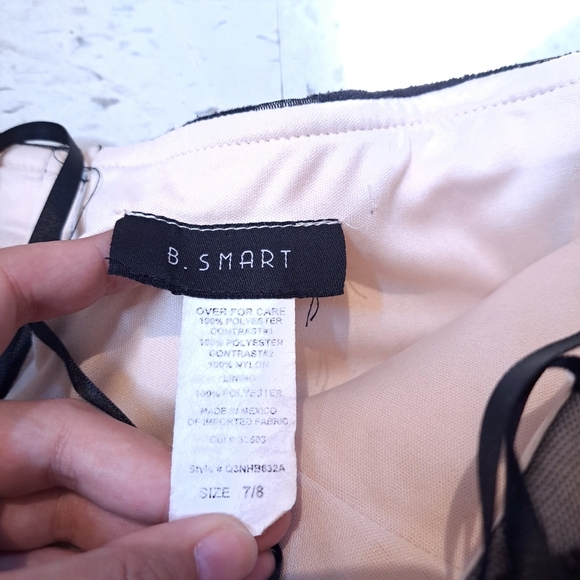 B. SMART
OVER FOR CARE
100% POLYESTER
CONTRAST#1
100% POLYESTER
CONTRAST#2
100% NYLON
LINING
100% POLYESTER
MADE IN MEXICO
OF IMPORTED FABRIC
Style # Q3NHB632A
SIZE 7/8